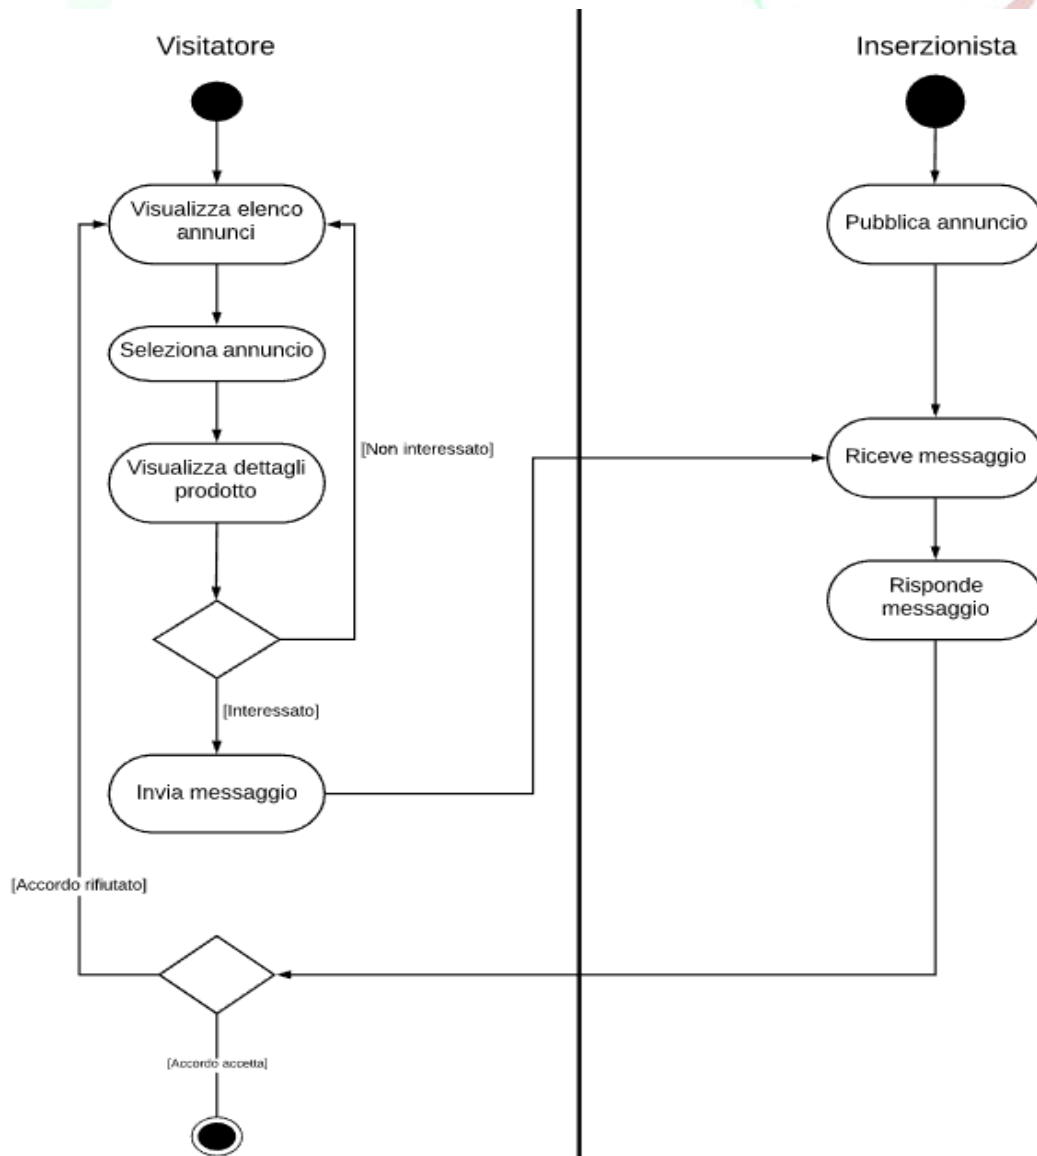 Visitatore
Inserzionista
Visualizza elenco
annunci
Pubblica annuncio
Seleziona annuncio
[Non interessato]
Visualizza dettagli
prodotto
Riceve messaggio
Risponde
messaggio
[Interessato]
Invia messaggio
[Accordo rifiutato]
[Accordo accetta]